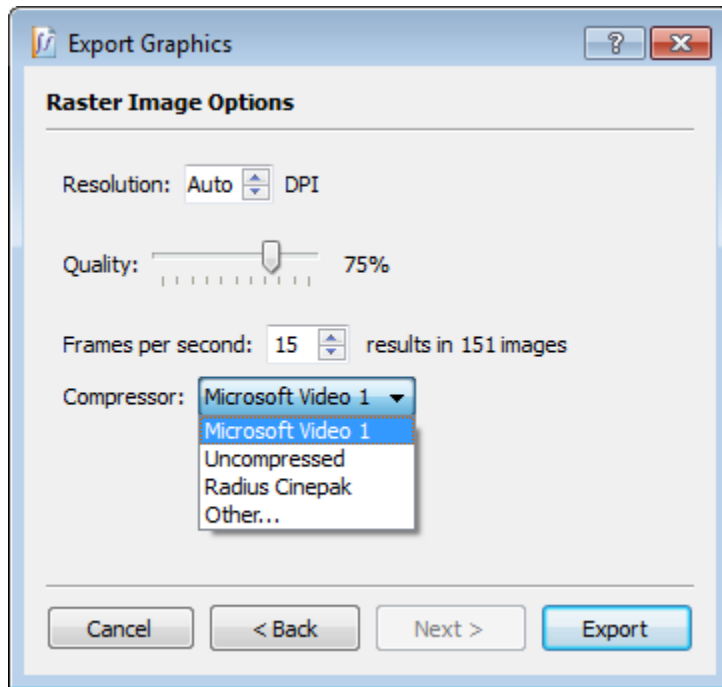 Export Graphics
Raster Image Options
Resolution: Auto DPI
Quality: 75%
Frames per second: 15 results in 151 images
Compressor: Microsoft Video 1
Microsoft Video 1
Uncompressed
Radius Cinepak
Other...
Cancel < Back Next > Export